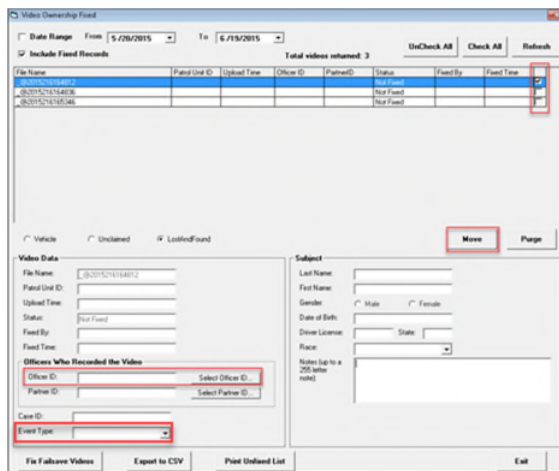 Video Ownership Fixed
Date Range From 5/20/2015 To 6/19/2015
UnCheck All Check All Refresh
Include Fixed Records Total videos returned: 3
File Name Patrol Unit ID Upload Time Officer ID PartnerID Status Fixed By Fixed Time
_@2015216164812 Not Fixed
_@2015216164836 Not Fixed
_@2015216165346 Not Fixed
Vehicle Unclaimed LostAndFound Move Purge
Video Data Subject
File Name: _@2015216164812 Last Name:
Patrol Unit ID: First Name:
Upload Time: Gender: Male Female
Status: Not Fixed Date of Birth:
Fixed By: Driver License: State:
Fixed Time: Race:
Officers Who Recorded the Video Notes (up to a 255 letter note):
Officer ID: Select Officer ID...
Partner ID: Select Partner ID...
Case ID:
Event Type:
Fix Failsave Videos Export to CSV Print Unfixed List Exit